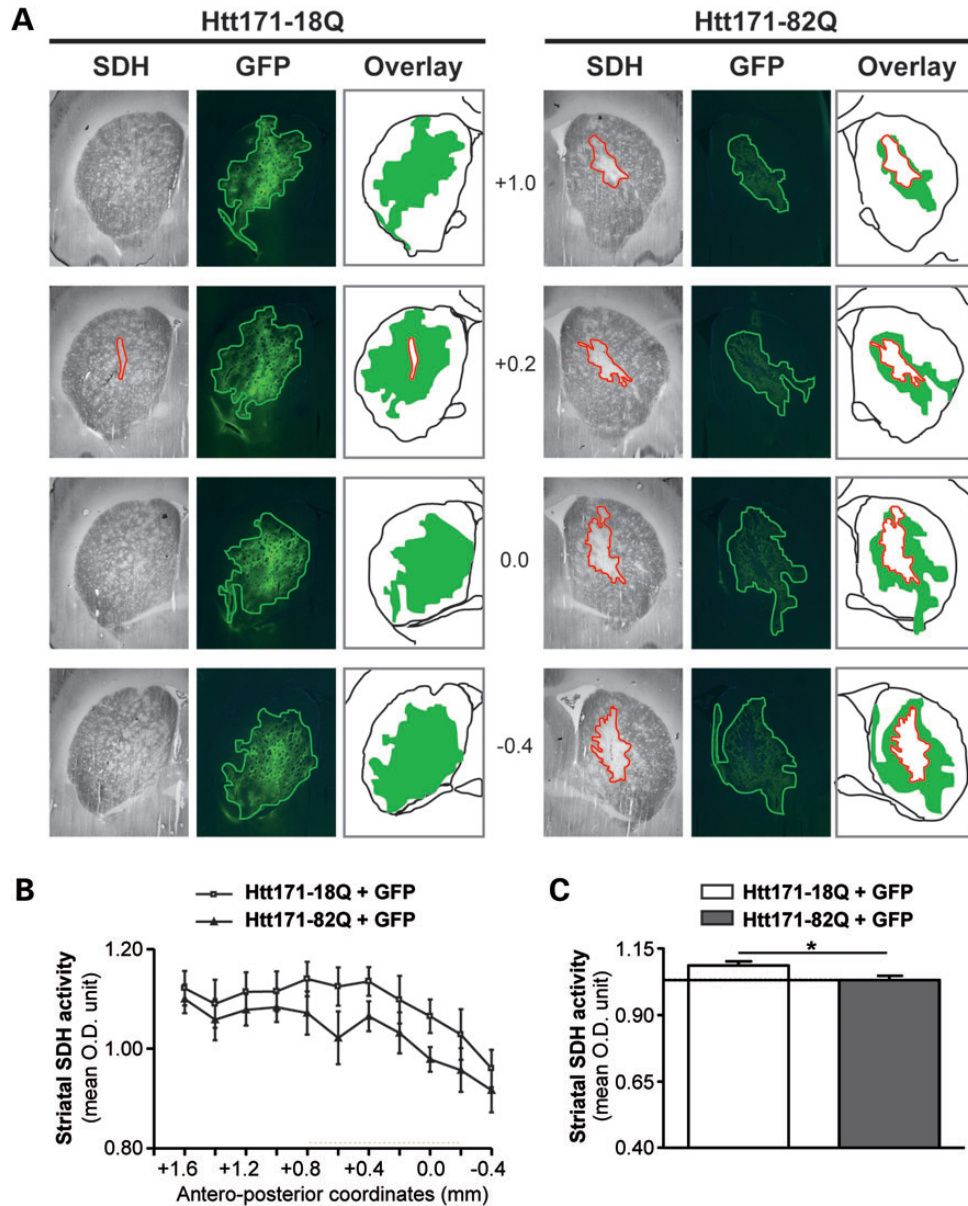 A
Htt171-18Q
Htt171-82Q
SDH GFP Overlay
SDH GFP Overlay
+1.0
+0.2
0.0
-0.4
B
Htt171-18Q + GFP
Htt171-82Q + GFP
Striatal SDH activity
(mean O.D. unit)
1.20
1.00
0.80
+1.6 +1.2 +0.8 +0.4 0.0 -0.4
Antero-posterior coordinates (mm)
C
Htt171-18Q + GFP
Htt171-82Q + GFP
Striatal SDH activity
(mean O.D. unit)
1.15
0.90
0.65
0.40
*